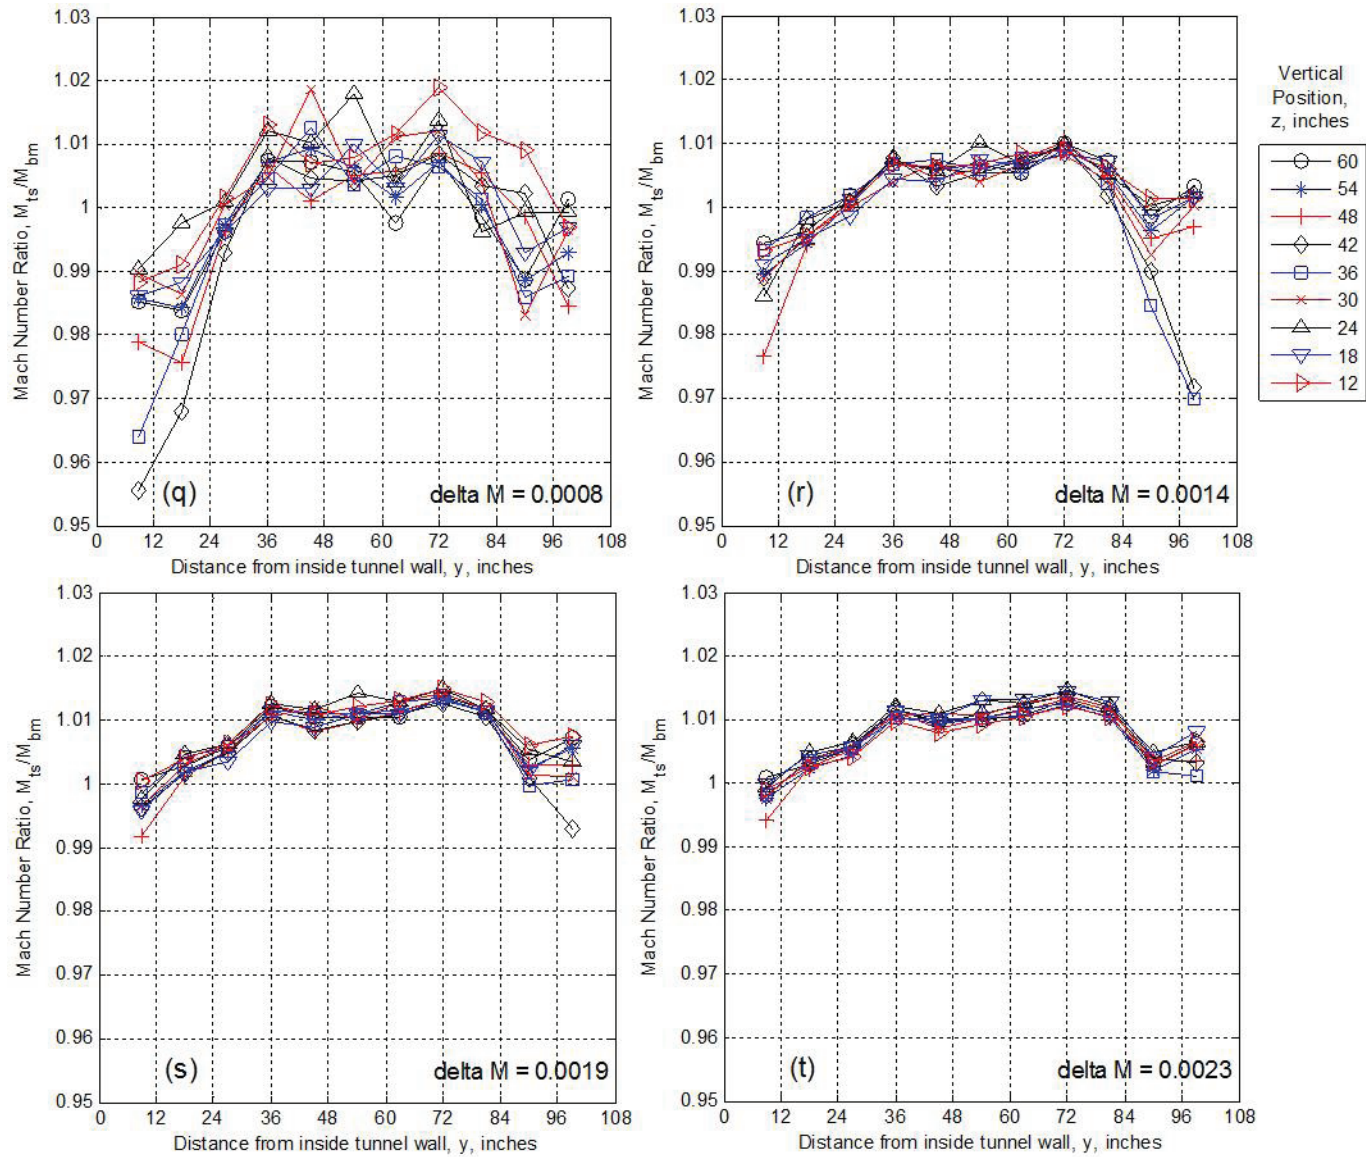 1.03
1.02
1.01
1
0.99
0.98
0.97
0.96
0.95
Mach Number Ratio, Mts/Mbm
(q)
delta M = 0.0008
0 12 24 36 48 60 72 84 96 108
Distance from inside tunnel wall, y, inches
1.03
1.02
1.01
1
0.99
0.98
0.97
0.96
0.95
Mach Number Ratio, Mts/Mbm
(r)
delta M = 0.0014
0 12 24 36 48 60 72 84 96 108
Distance from inside tunnel wall, y, inches
Vertical
Position,
z, inches
60
54
48
42
36
30
24
18
12
1.03
1.02
1.01
1
0.99
0.98
0.97
0.96
0.95
Mach Number Ratio, Mts/Mbm
(s)
delta M = 0.0019
0 12 24 36 48 60 72 84 96 108
Distance from inside tunnel wall, y, inches
1.03
1.02
1.01
1
0.99
0.98
0.97
0.96
0.95
Mach Number Ratio, Mts/Mbm
(t)
delta M = 0.0023
0 12 24 36 48 60 72 84 96 108
Distance from inside tunnel wall, y, inches